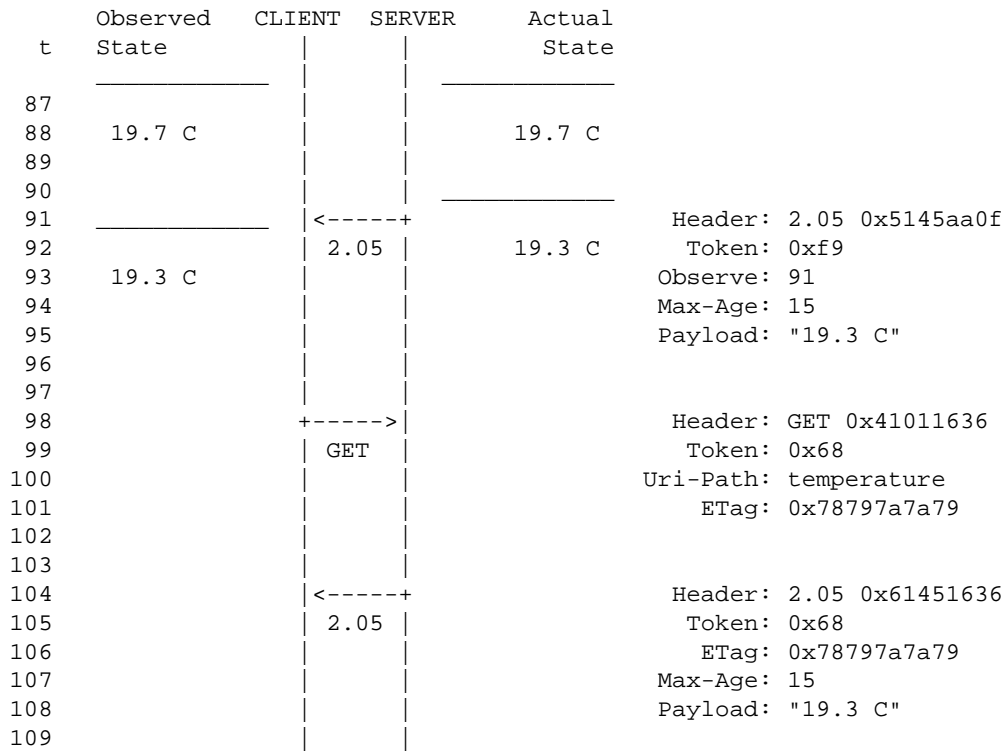 Observed   CLIENT  SERVER     Actual
  t   State         |      |         State
      ____________  |      |  ____________
 87                 |      |
 88    19.7 C       |      |       19.7 C
 89                 |      |
 90                 |      |  ____________
 91   ____________  |<-----+                  Header: 2.05 0x5145aa0f
 92                 | 2.05 |       19.3 C      Token: 0xf9
 93    19.3 C       |      |                 Observe: 91
 94                 |      |                 Max-Age: 15
 95                 |      |                 Payload: "19.3 C"
 96                 |      |
 97                 |      |
 98                 +----->|                  Header: GET 0x41011636
 99                 | GET  |                   Token: 0x68
100                 |      |                Uri-Path: temperature
101                 |      |                    ETag: 0x78797a7a79
102                 |      |
103                 |      |
104                 |<-----+                  Header: 2.05 0x61451636
105                 | 2.05 |                   Token: 0x68
106                 |      |                    ETag: 0x78797a7a79
107                 |      |                 Max-Age: 15
108                 |      |                 Payload: "19.3 C"
109                 |      |